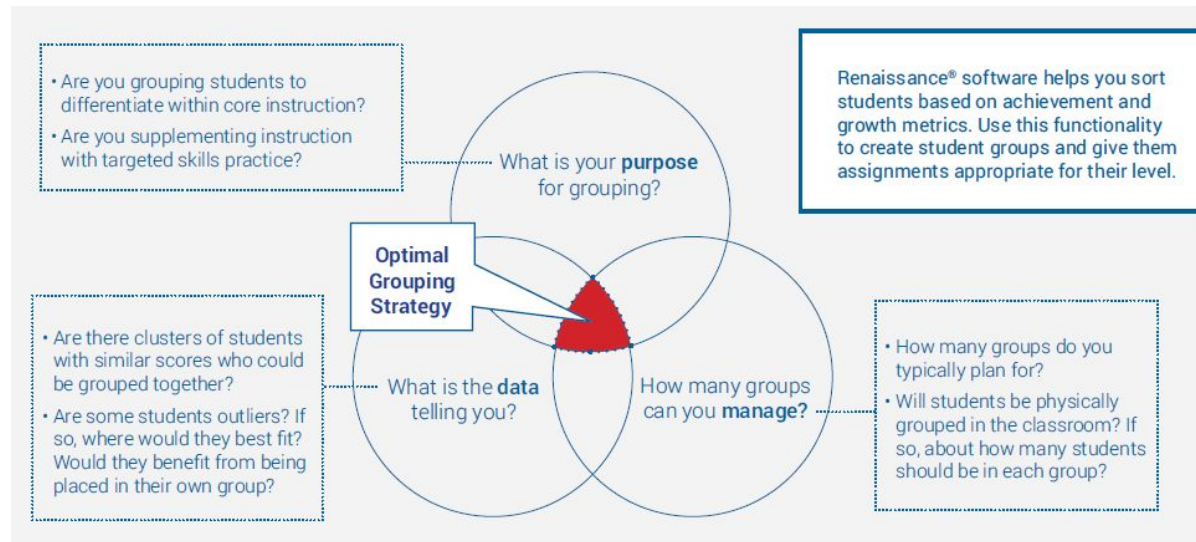 • Are you grouping students to
differentiate within core instruction?
• Are you supplementing instruction
with targeted skills practice?
Renaissance® software helps you sort
students based on achievement and
growth metrics. Use this functionality
to create student groups and give them
assignments appropriate for their level.
What is your purpose
for grouping?
Optimal
Grouping
Strategy
• Are there clusters of students
with similar scores who could
be grouped together?
• Are some students outliers? If
so, where would they best fit?
Would they benefit from being
placed in their own group?
What is the data
telling you?
How many groups
can you manage?
• How many groups do you
typically plan for?
• Will students be physically
grouped in the classroom? If
so, about how many students
should be in each group?